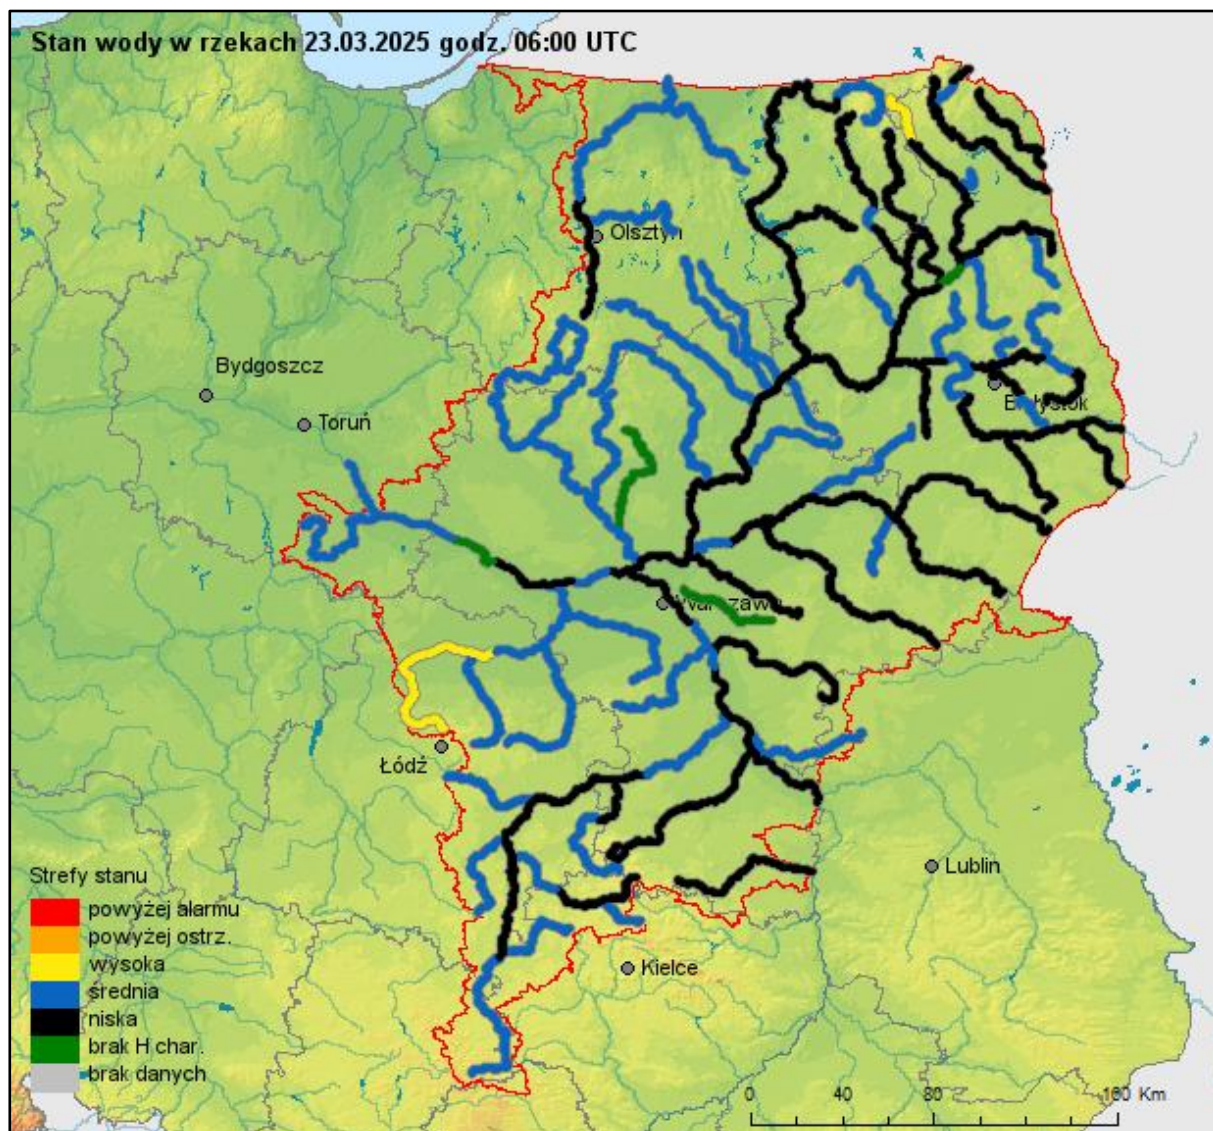 Stan wody w rzekach 23.03.2025 godz. 06:00 UTC
Olsztyn
Bydgoszcz
Białystok
Toruń
Warszawa
Łódź
Lublin
Strefy stanu
powyżej alarmu
powyżej ostrz.
wysoka
Kielce
średnia
niska
brak H char.
brak danych
0 40 80 160 Km